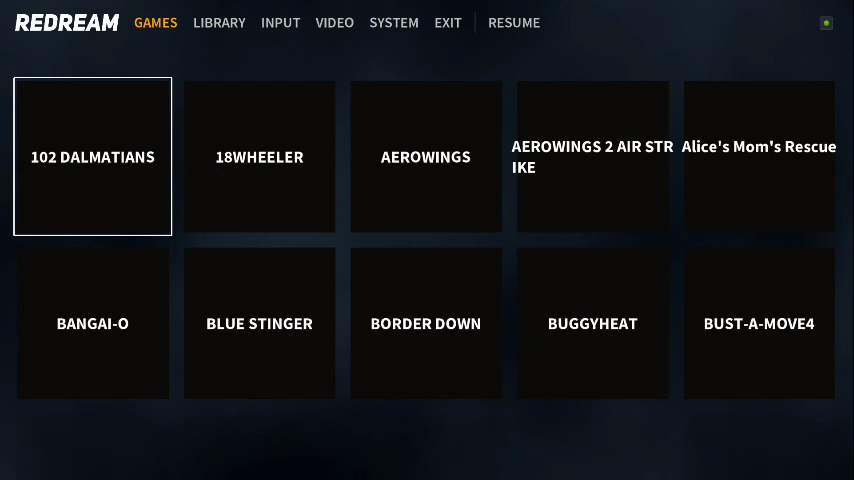 REDREAM GAMES LIBRARY INPUT VIDEO SYSTEM EXIT RESUME
102 DALMATIANS
18WHEELER
AEROWINGS
AEROWINGS 2 AIR STR
IKE
Alice's Mom's Rescue
BANGAI-O
BLUE STINGER
BORDER DOWN
BUGGYHEAT
BUST-A-MOVE4